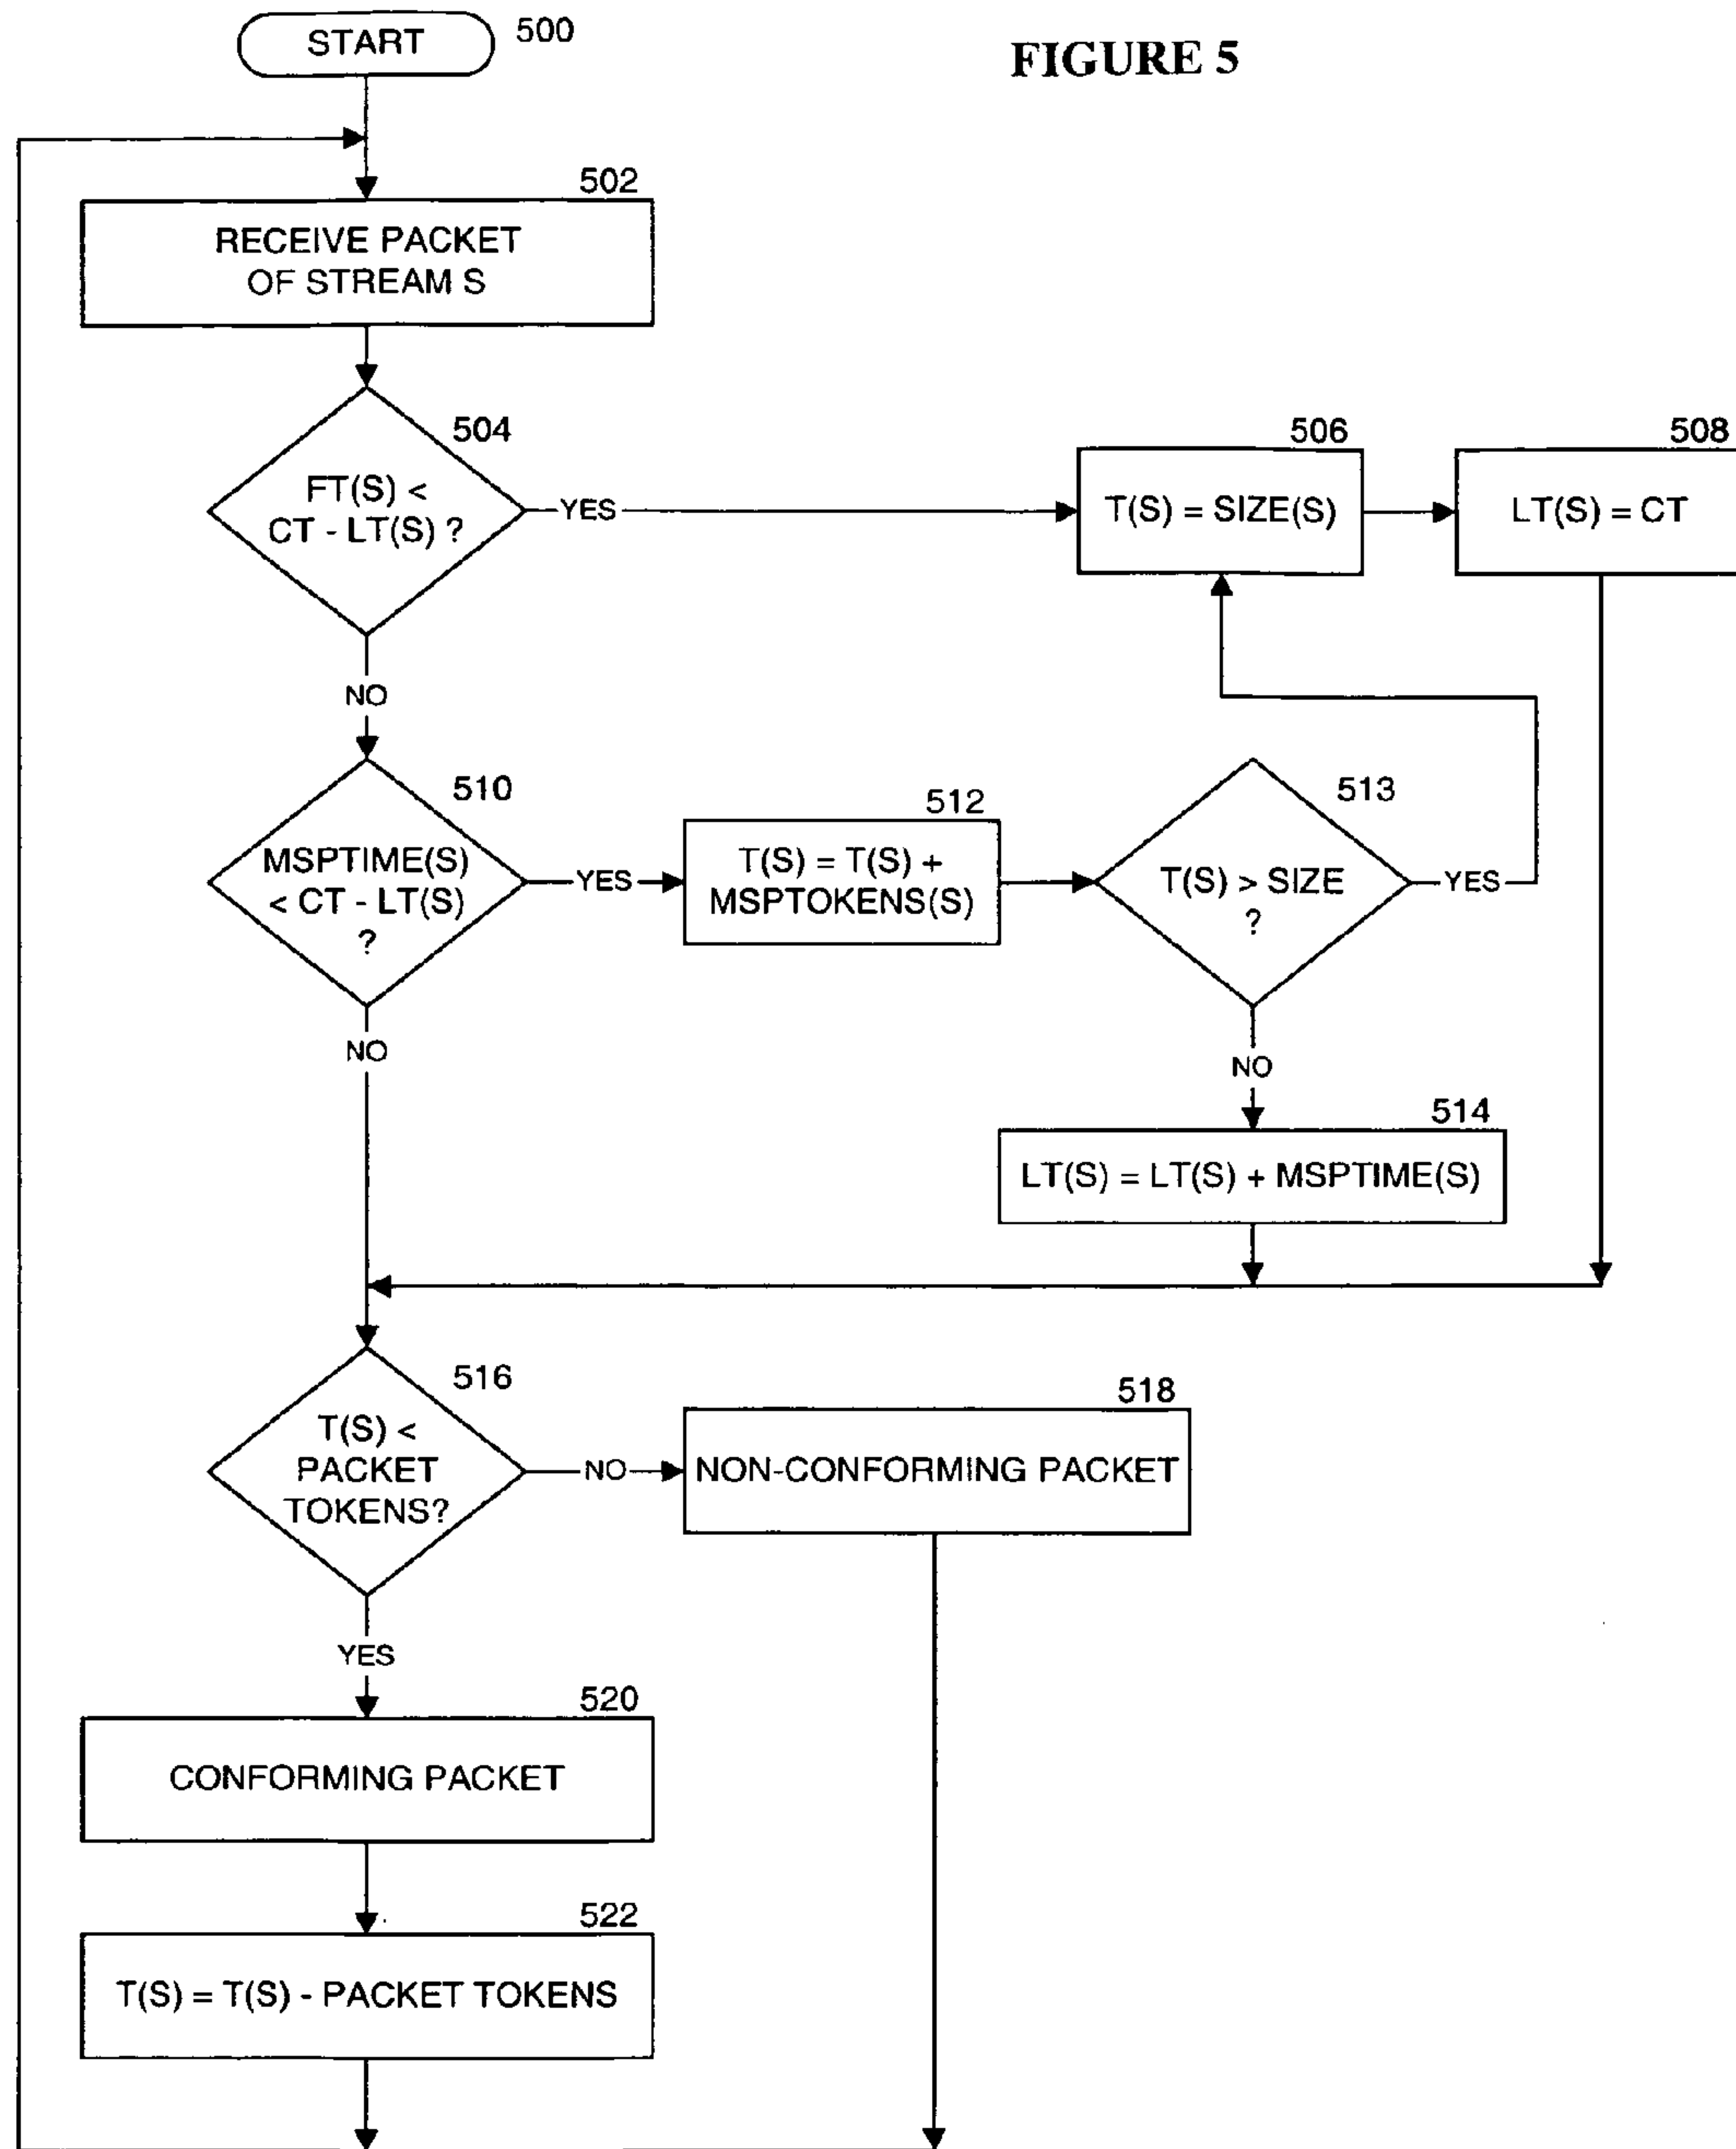 START
500
FIGURE 5
502
RECEIVE PACKET
OF STREAM S
504
FT(S) <
CT - LT(S) ?
YES
506
T(S) = SIZE(S)
508
LT(S) = CT
NO
510
MSPTIME(S)
< CT - LT(S)
?
YES
512
T(S) = T(S) +
MSPTOKENS(S)
513
T(S) > SIZE
?
YES
NO
NO
514
LT(S) = LT(S) + MSPTIME(S)
516
T(S) <
PACKET
TOKENS?
NO
518
NON-CONFORMING PACKET
YES
520
CONFORMING PACKET
522
T(S) = T(S) - PACKET TOKENS